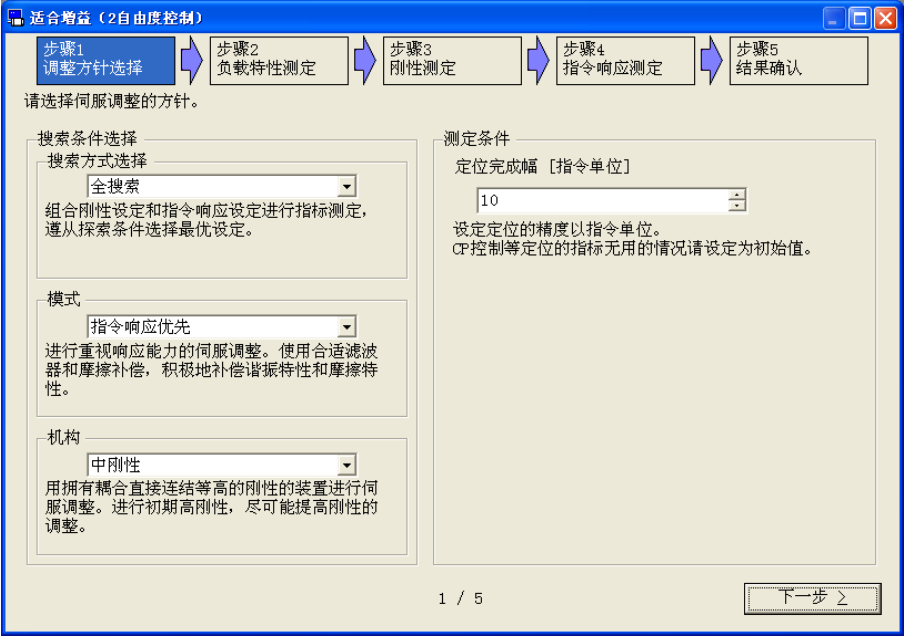 适合增益（2自由度控制）
步骤1
调整方针选择
步骤2
负载特性测定
步骤3
刚性测定
步骤4
指令响应测定
步骤5
结果确认
请选择伺服调整的方针。
搜索条件选择
搜索方式选择
全搜索
组合刚性设定和指令响应设定进行指标测定，
遵从探索条件选择最优设定。
模式
指令响应优先
进行重视响应能力的伺服调整。使用合适滤波
器和摩擦补偿，积极地补偿谐振特性和摩擦特
性。
机构
中刚性
用拥有耦合直接连结等高的刚性的装置进行伺
服调整。进行初期高刚性，尽可能提高刚性的
调整。
测定条件
定位完成幅 [指令单位]
10
设定定位的精度以指令单位。
CP控制等定位的指标无用的情况请设定为初始值。
1 / 5
下一步 >